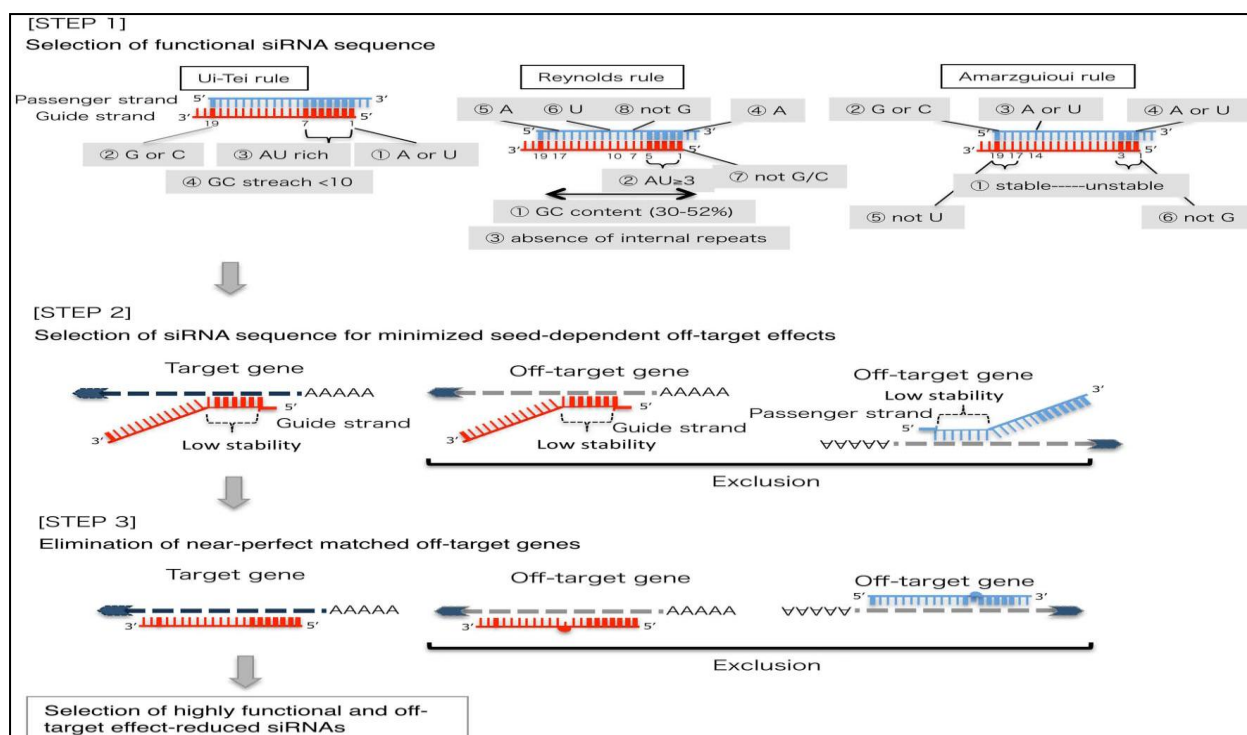 [STEP 1]
Selection of functional siRNA sequence
Ui-Tei rule
Reynolds rule
Amarzguioui rule
Passenger strand
5′
3′
Guide strand
3′
5′
19
7
1
② G or C
③ AU rich
① A or U
④ GC streach <10
⑤ A
⑥ U
⑧ not G
④ A
5′
3′
3′
5′
19 17
10 7 5
1
② AU≥3
⑦ not G/C
① GC content (30-52%)
③ absence of internal repeats
② G or C
③ A or U
④ A or U
5′
3′
3′
5′
19 17 14
3
1
① stable-----unstable
⑤ not U
⑥ not G
[STEP 2]
Selection of siRNA sequence for minimized seed-dependent off-target effects
Target gene
AAAAA
5′
Guide strand
3′
Low stability
Off-target gene
AAAAA
5′
Guide strand
3′
Low stability
Off-target gene
Low stability
3′
Passenger strand
5′
AAAAA
Exclusion
[STEP 3]
Elimination of near-perfect matched off-target genes
Target gene
AAAAA
3′
5′
Off-target gene
AAAAA
3′
5′
Off-target gene
5′
3′
AAAAA
Exclusion
Selection of highly functional and off-
target effect-reduced siRNAs